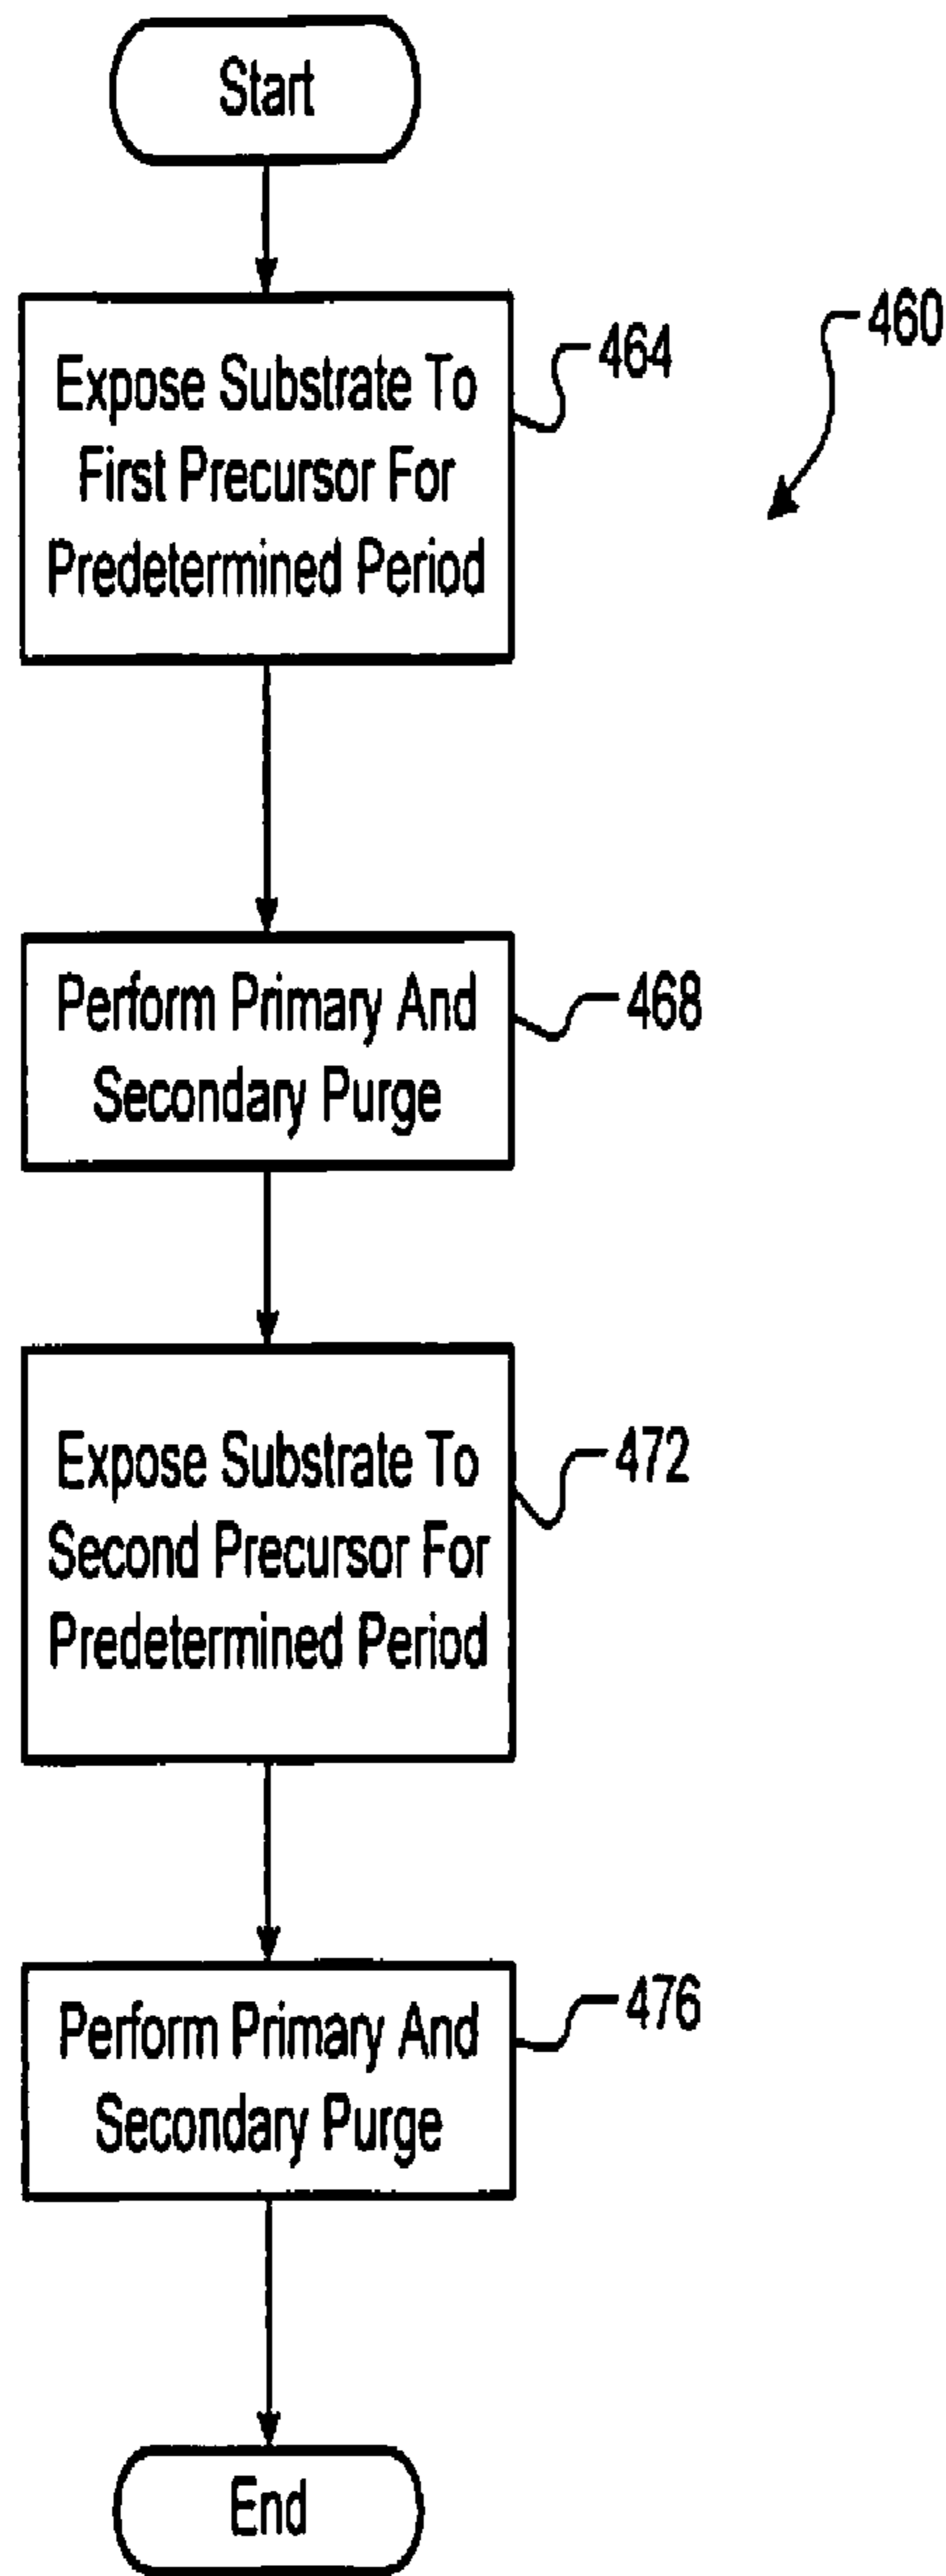 Start
460
Expose Substrate To
First Precursor For
Predetermined Period
464
Perform Primary And
Secondary Purge
468
Expose Substrate To
Second Precursor For
Predetermined Period
472
Perform Primary And
Secondary Purge
476
End